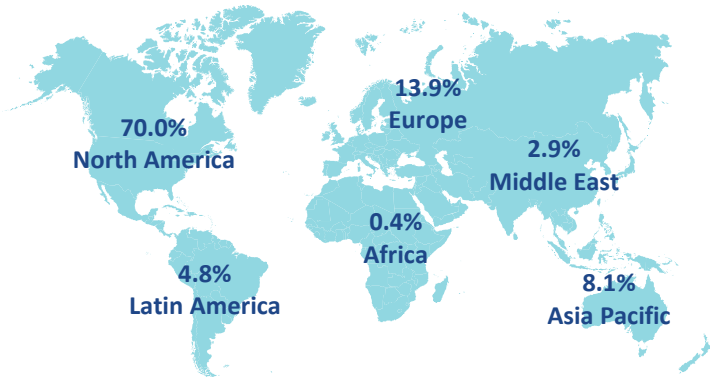 13.9%
Europe
70.0%
North America
2.9%
Middle East
0.4%
Africa
4.8%
Latin America
8.1%
Asia Pacific